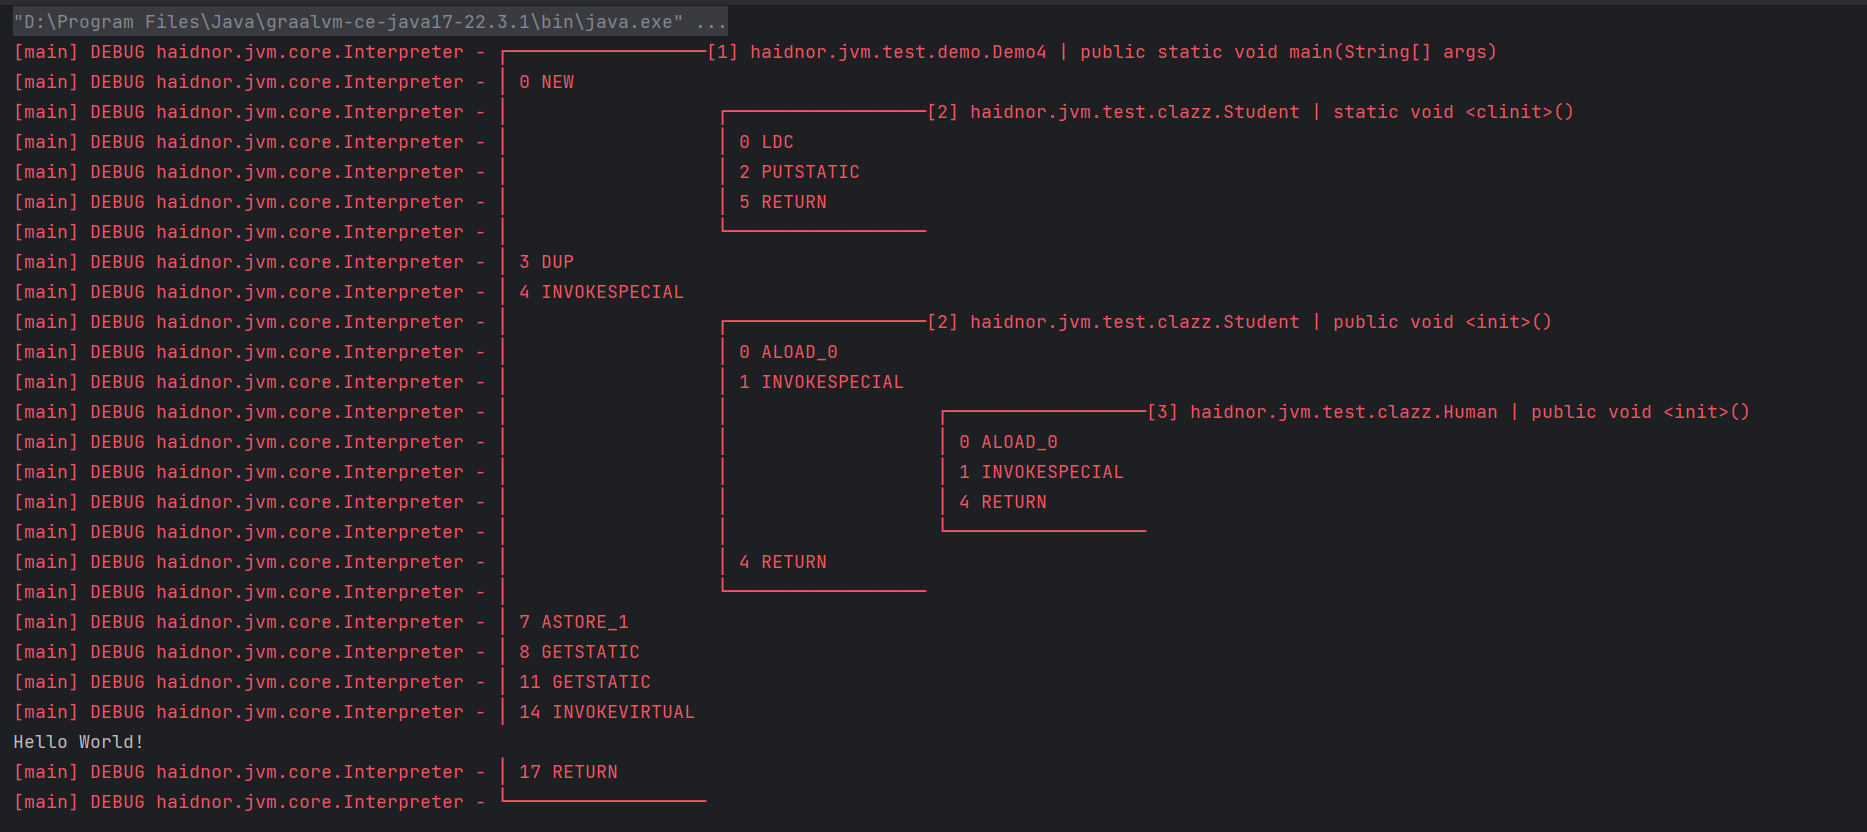 "D:\Program Files\Java\graalvm-ce-java17-22.3.1\bin\java.exe" ...
[main] DEBUG haidnor.jvm.core.Interpreter - ┌──────────────────[1] haidnor.jvm.test.demo.Demo4 | public static void main(String[] args)
[main] DEBUG haidnor.jvm.core.Interpreter - │ 0 NEW
[main] DEBUG haidnor.jvm.core.Interpreter - │                   ┌──────────────────[2] haidnor.jvm.test.clazz.Student | static void <clinit>()
[main] DEBUG haidnor.jvm.core.Interpreter - │                   │ 0 LDC
[main] DEBUG haidnor.jvm.core.Interpreter - │                   │ 2 PUTSTATIC
[main] DEBUG haidnor.jvm.core.Interpreter - │                   │ 5 RETURN
[main] DEBUG haidnor.jvm.core.Interpreter - │                   └──────────────────
[main] DEBUG haidnor.jvm.core.Interpreter - │ 3 DUP
[main] DEBUG haidnor.jvm.core.Interpreter - │ 4 INVOKESPECIAL
[main] DEBUG haidnor.jvm.core.Interpreter - │                   ┌──────────────────[2] haidnor.jvm.test.clazz.Student | public void <init>()
[main] DEBUG haidnor.jvm.core.Interpreter - │                   │ 0 ALOAD_0
[main] DEBUG haidnor.jvm.core.Interpreter - │                   │ 1 INVOKESPECIAL
[main] DEBUG haidnor.jvm.core.Interpreter - │                   │                   ┌──────────────────[3] haidnor.jvm.test.clazz.Human | public void <init>()
[main] DEBUG haidnor.jvm.core.Interpreter - │                   │                   │ 0 ALOAD_0
[main] DEBUG haidnor.jvm.core.Interpreter - │                   │                   │ 1 INVOKESPECIAL
[main] DEBUG haidnor.jvm.core.Interpreter - │                   │                   │ 4 RETURN
[main] DEBUG haidnor.jvm.core.Interpreter - │                   │                   └──────────────────
[main] DEBUG haidnor.jvm.core.Interpreter - │                   │ 4 RETURN
[main] DEBUG haidnor.jvm.core.Interpreter - │                   └──────────────────
[main] DEBUG haidnor.jvm.core.Interpreter - │ 7 ASTORE_1
[main] DEBUG haidnor.jvm.core.Interpreter - │ 8 GETSTATIC
[main] DEBUG haidnor.jvm.core.Interpreter - │ 11 GETSTATIC
[main] DEBUG haidnor.jvm.core.Interpreter - │ 14 INVOKEVIRTUAL
Hello World!
[main] DEBUG haidnor.jvm.core.Interpreter - │ 17 RETURN
[main] DEBUG haidnor.jvm.core.Interpreter - └──────────────────